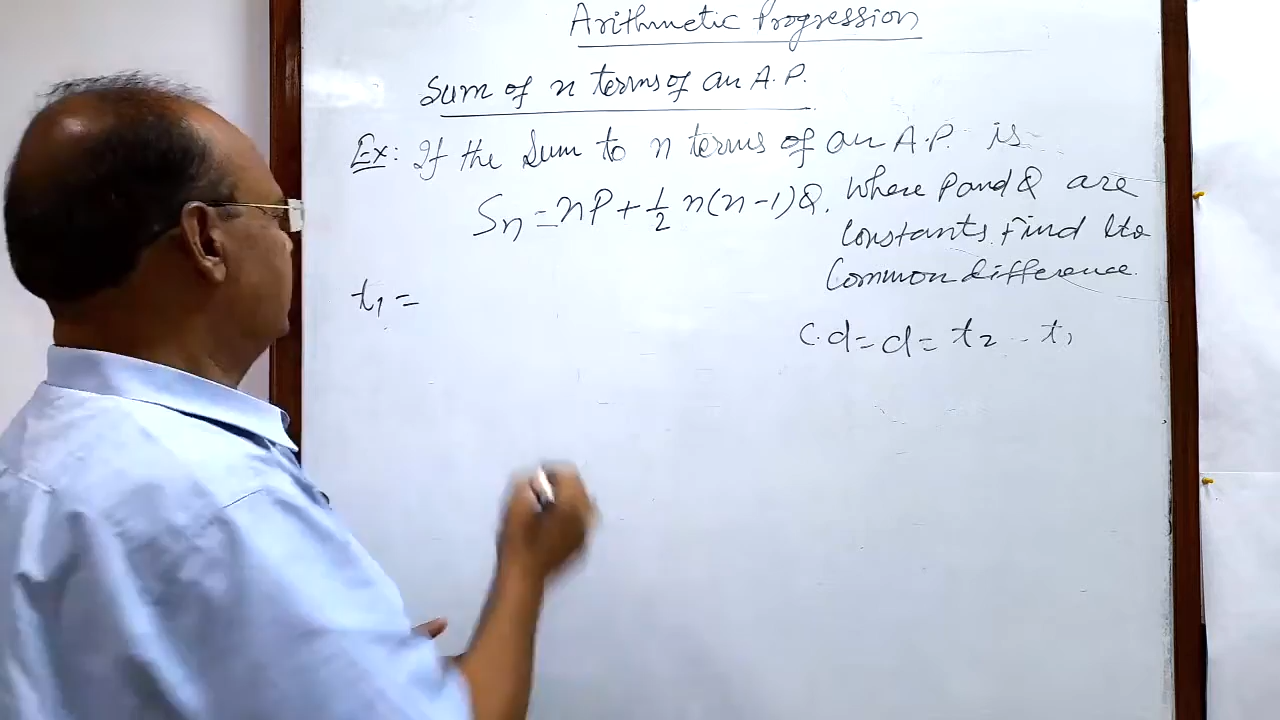 Arithmetic Progression
Sum of n terms of an A.P.
Ex: If the Sum to n terms of an A.P. is
Sn = nP + 1/2 n(n-1)Q. Where P and Q are
Constants. Find Its
Common difference.
t1 =
C.d = d = t2 - t1